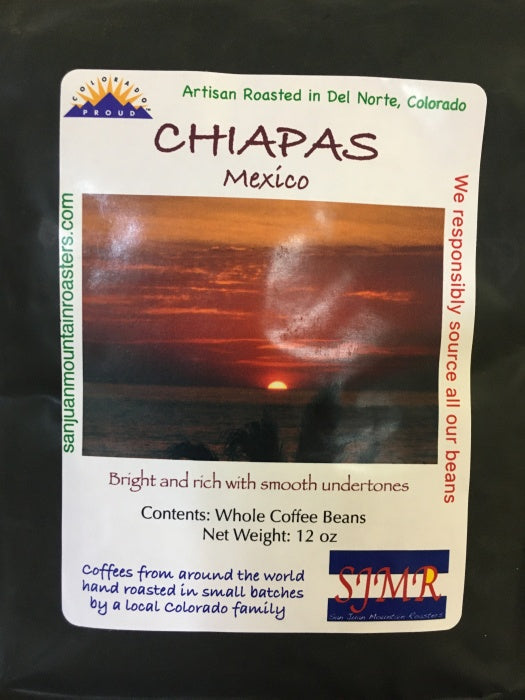 COLORADO
PROUD
Artisan Roasted in Del Norte, Colorado
CHIAPAS
Mexico
sanjuanmountainroasters.com
We responsibly source all our beans
Bright and rich with smooth undertones
Contents: Whole Coffee Beans
Net Weight: 12 oz
Coffees from around the world
hand roasted in small batches
by a local Colorado family
SJMR
San Juan Mountain Roasters